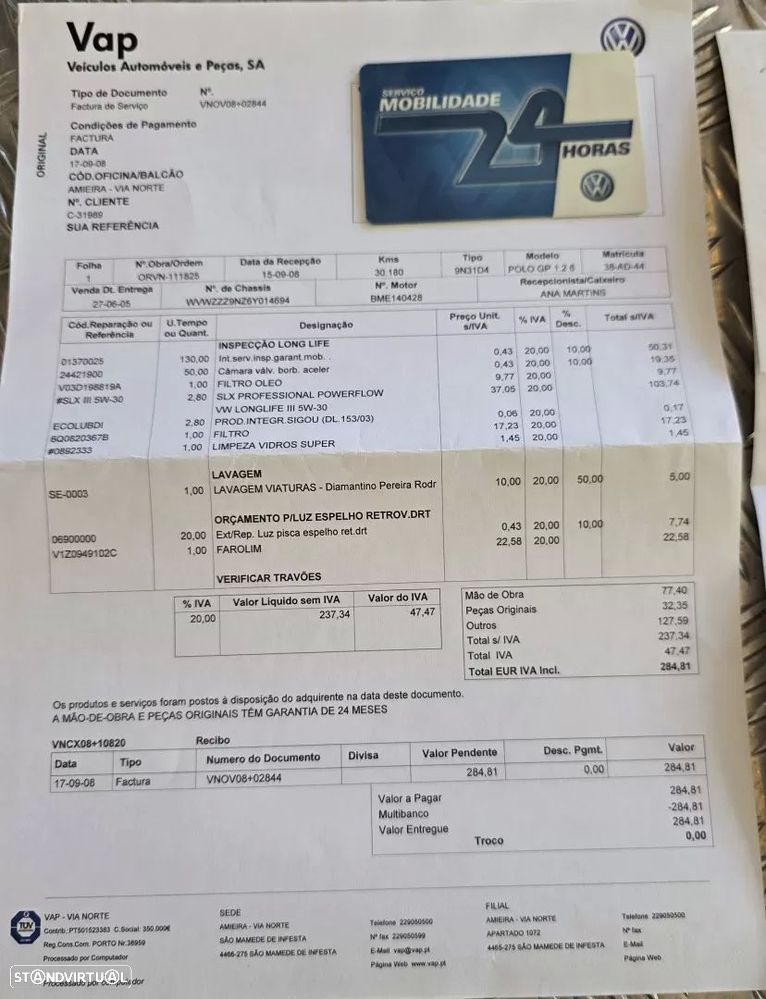 Vap
Veículos Automóveis e Peças, SA
Tipo de Documento Nº.
Factura de Serviço VNOV08+02844
Condições de Pagamento
FACTURA
DATA
17-09-08
CÓD.OFICINA/BALCÃO
AMIEIRA - VIA NORTE
Nº. CLIENTE
C-31989
SUA REFERÊNCIA
ORIGINAL
SERVIÇO
MOBILIDADE
24
HORAS
Folha Nº.Obra/Ordem Data da Recepção Kms Tipo Modelo Matrícula
1 ORVN-111825 15-09-08 30.180 9N31D4 POLO GP 1.2 6 38-AD-44
Venda Dt. Entrega N°. de Chassis Nº. Motor Recepcionista/Caixeiro
27-06-05 WVWZZZ9NZ6Y014694 BME140428 ANA MARTINS
Cód.Reparação ou Referência U.Tempo ou Quant. Designação Preço Unit. s/IVA % IVA % Desc. Total s/IVA
INSPECÇÃO LONG LIFE
01370025 130,00 Int.serv.insp.garant.mob. . 0,43 20,00 10,00 50,31
24421900 50,00 Câmara válv. borb. aceler 0,43 20,00 10,00 19,35
V03D198819A 1,00 FILTRO OLEO 9,77 20,00 9,77
#SLX III 5W-30 2,80 SLX PROFESSIONAL POWERFLOW 37,05 20,00 103,74
VW LONGLIFE III 5W-30
ECOLUBDI 2,80 PROD.INTEGR.SIGOU (DL.153/03) 0,06 20,00 0,17
6Q0820367B 1,00 FILTRO 17,23 20,00 17,23
#0892333 1,00 LIMPEZA VIDROS SUPER 1,45 20,00 1,45
LAVAGEM
SE-0003 1,00 LAVAGEM VIATURAS - Diamantino Pereira Rodr 10,00 20,00 50,00 5,00
ORÇAMENTO P/LUZ ESPELHO RETROV.DRT
06900000 20,00 Ext/Rep. Luz pisca espelho ret.drt 0,43 20,00 10,00 7,74
V1Z0949102C 1,00 FAROLIM 22,58 20,00 22,58
VERIFICAR TRAVÕES
% IVA Valor Liquido sem IVA Valor do IVA
20,00 237,34 47,47
Mão de Obra 77,40
Peças Originais 32,35
Outros 127,59
Total s/ IVA 237,34
Total IVA 47,47
Total EUR IVA Incl. 284,81
Os produtos e serviços foram postos à disposição do adquirente na data deste documento.
A MÃO-DE-OBRA E PEÇAS ORIGINAIS TÊM GARANTIA DE 24 MESES
VNCX08+10820 Recibo
Data Tipo Numero do Documento Divisa Valor Pendente Desc. Pgmt. Valor
17-09-08 Factura VNOV08+02844 284,81 0,00 284,81
Valor a Pagar 284,81
Multibanco -284,81
Valor Entregue 284,81
Troco 0,00
VAP - VIA NORTE
Contrib.:PT501523383 C.Social: 350.000€
Reg.Cons.Com. PORTO Nr.38959
Processado por Computador
Processado por Computador
SEDE
AMIEIRA - VIA NORTE
SÃO MAMEDE DE INFESTA
4466-275 SÃO MAMEDE DE INFESTA
Telefone 229050500
Nº fax 229050599
E-Mail vap@vap.pt
Página Web www.vap.pt
FILIAL
AMIEIRA - VIA NORTE
APARTADO 1072
4465-275 SÃO MAMEDE DE INFESTA
Telefone 229050500
Nº fax
E-Mail
Página Web
TUV
STANDVIRTUAL